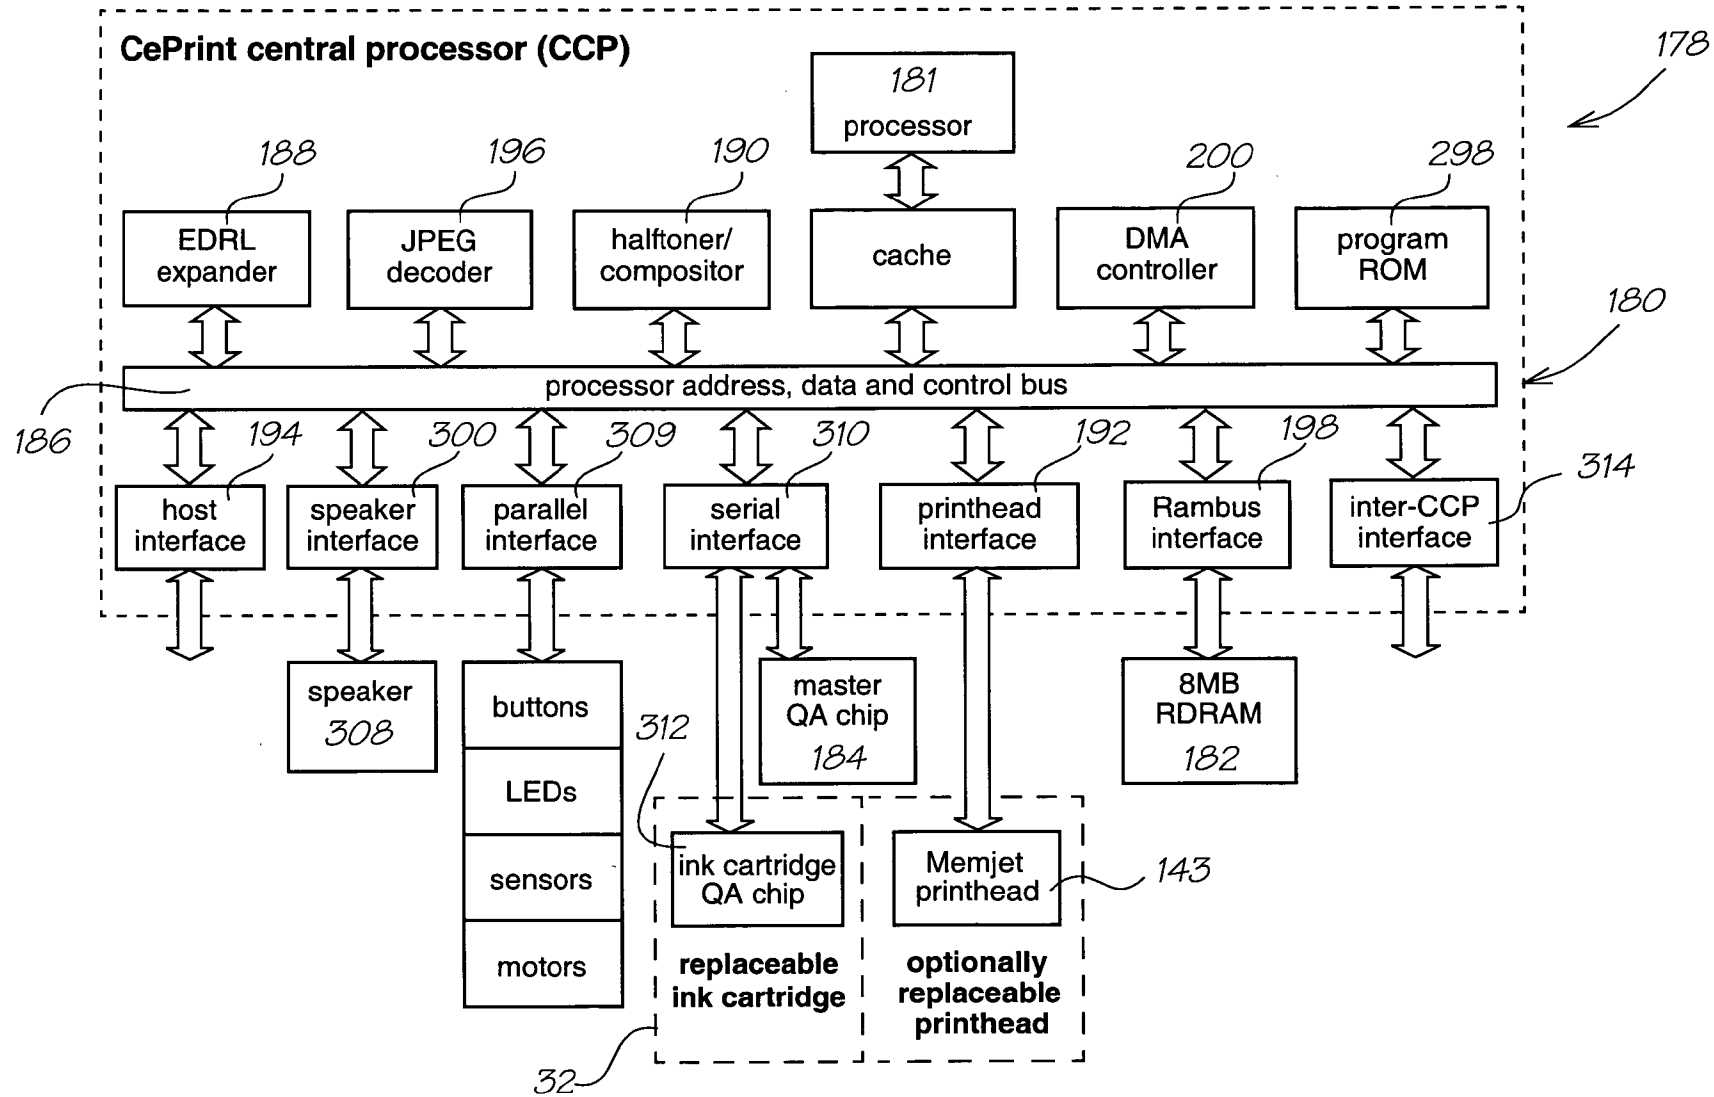 CePrint central processor (CCP)
178
181
processor
188
196
190
200
298
EDRL
expander
JPEG
decoder
halftoner/
compositor
cache
DMA
controller
program
ROM
180
processor address, data and control bus
186
194
300
309
310
192
198
314
host
interface
speaker
interface
parallel
interface
serial
interface
printhead
interface
Rambus
interface
inter-CCP
interface
speaker
308
buttons
LEDs
sensors
motors
312
master
QA chip
184
8MB
RDRAM
182
ink cartridge
QA chip
Memjet
printhead
143
replaceable
ink cartridge
optionally
replaceable
printhead
32